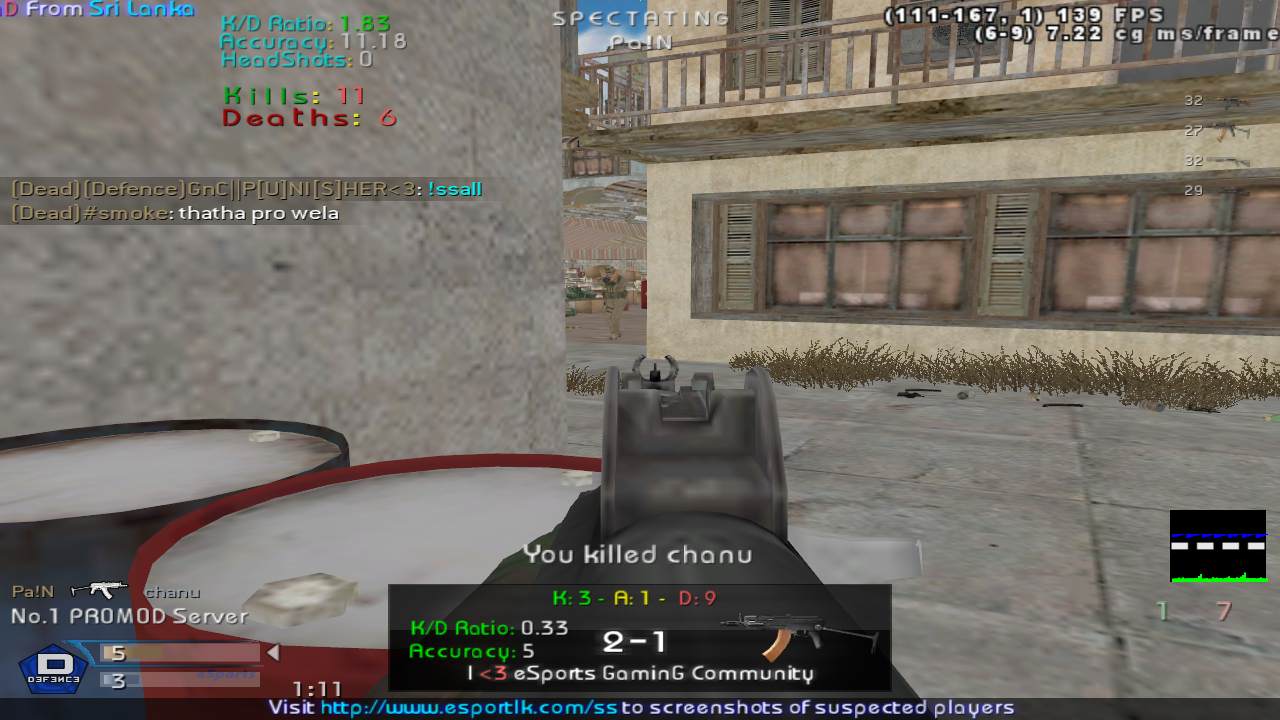 D From Sri Lanka
K/D Ratio: 1.83
Accuracy: 11.18
HeadShots: 0
Kills: 11
Deaths: 6
SPECTATING
Pa!N
(111-167, 1) 139 FPS
(6-9) 7.22 cg ms/frame
32
27
32
29
(Dead)(Defence)GnC||P[U]NI[S]HER<3: !ssall
(Dead)#smoke: thatha pro wela
You killed chanu
Pa!N chanu
No.1 PROMOD Server
K: 3 - A: 1 - D: 9
K/D Ratio: 0.33
Accuracy: 5
2-1
I <3 eSports GaminG Community
1 7
D
D3F3NC3
5
3
eSports
1:11
Visit http://www.esportlk.com/ss to screenshots of suspected players